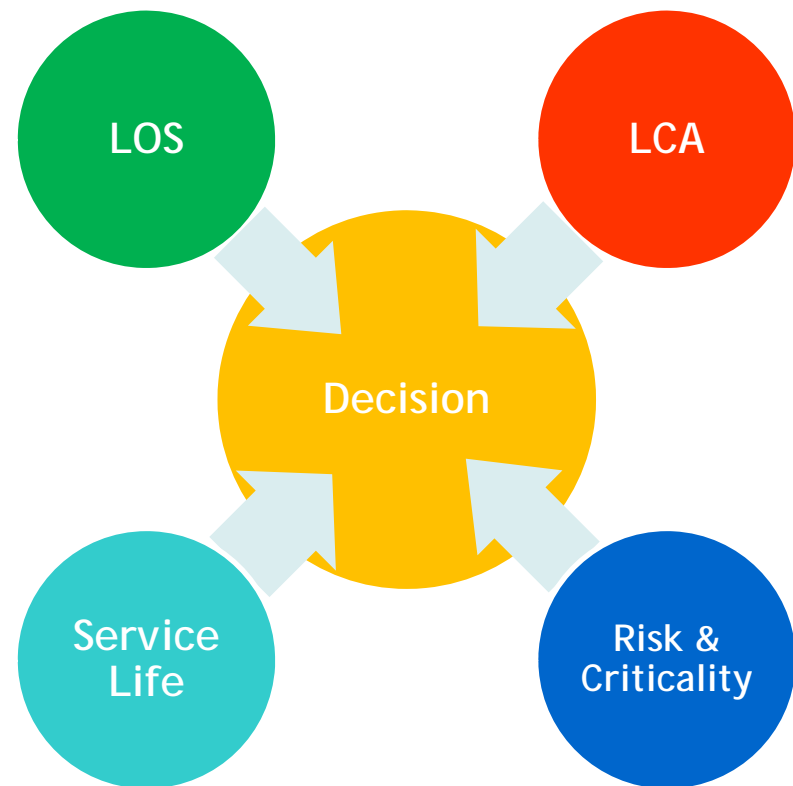 LOS
LCA
Decision
Service
Life
Risk &
Criticality